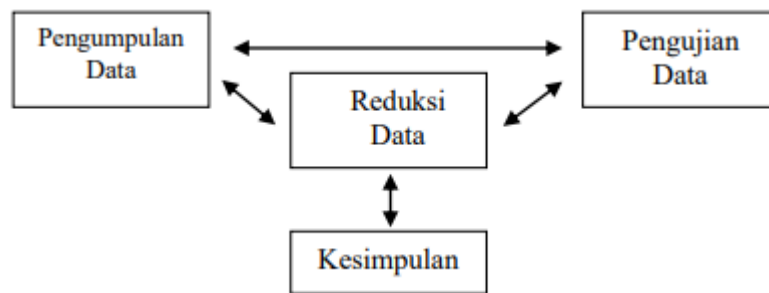 Pengumpulan
Data
Pengujian
Data
Reduksi
Data
Kesimpulan